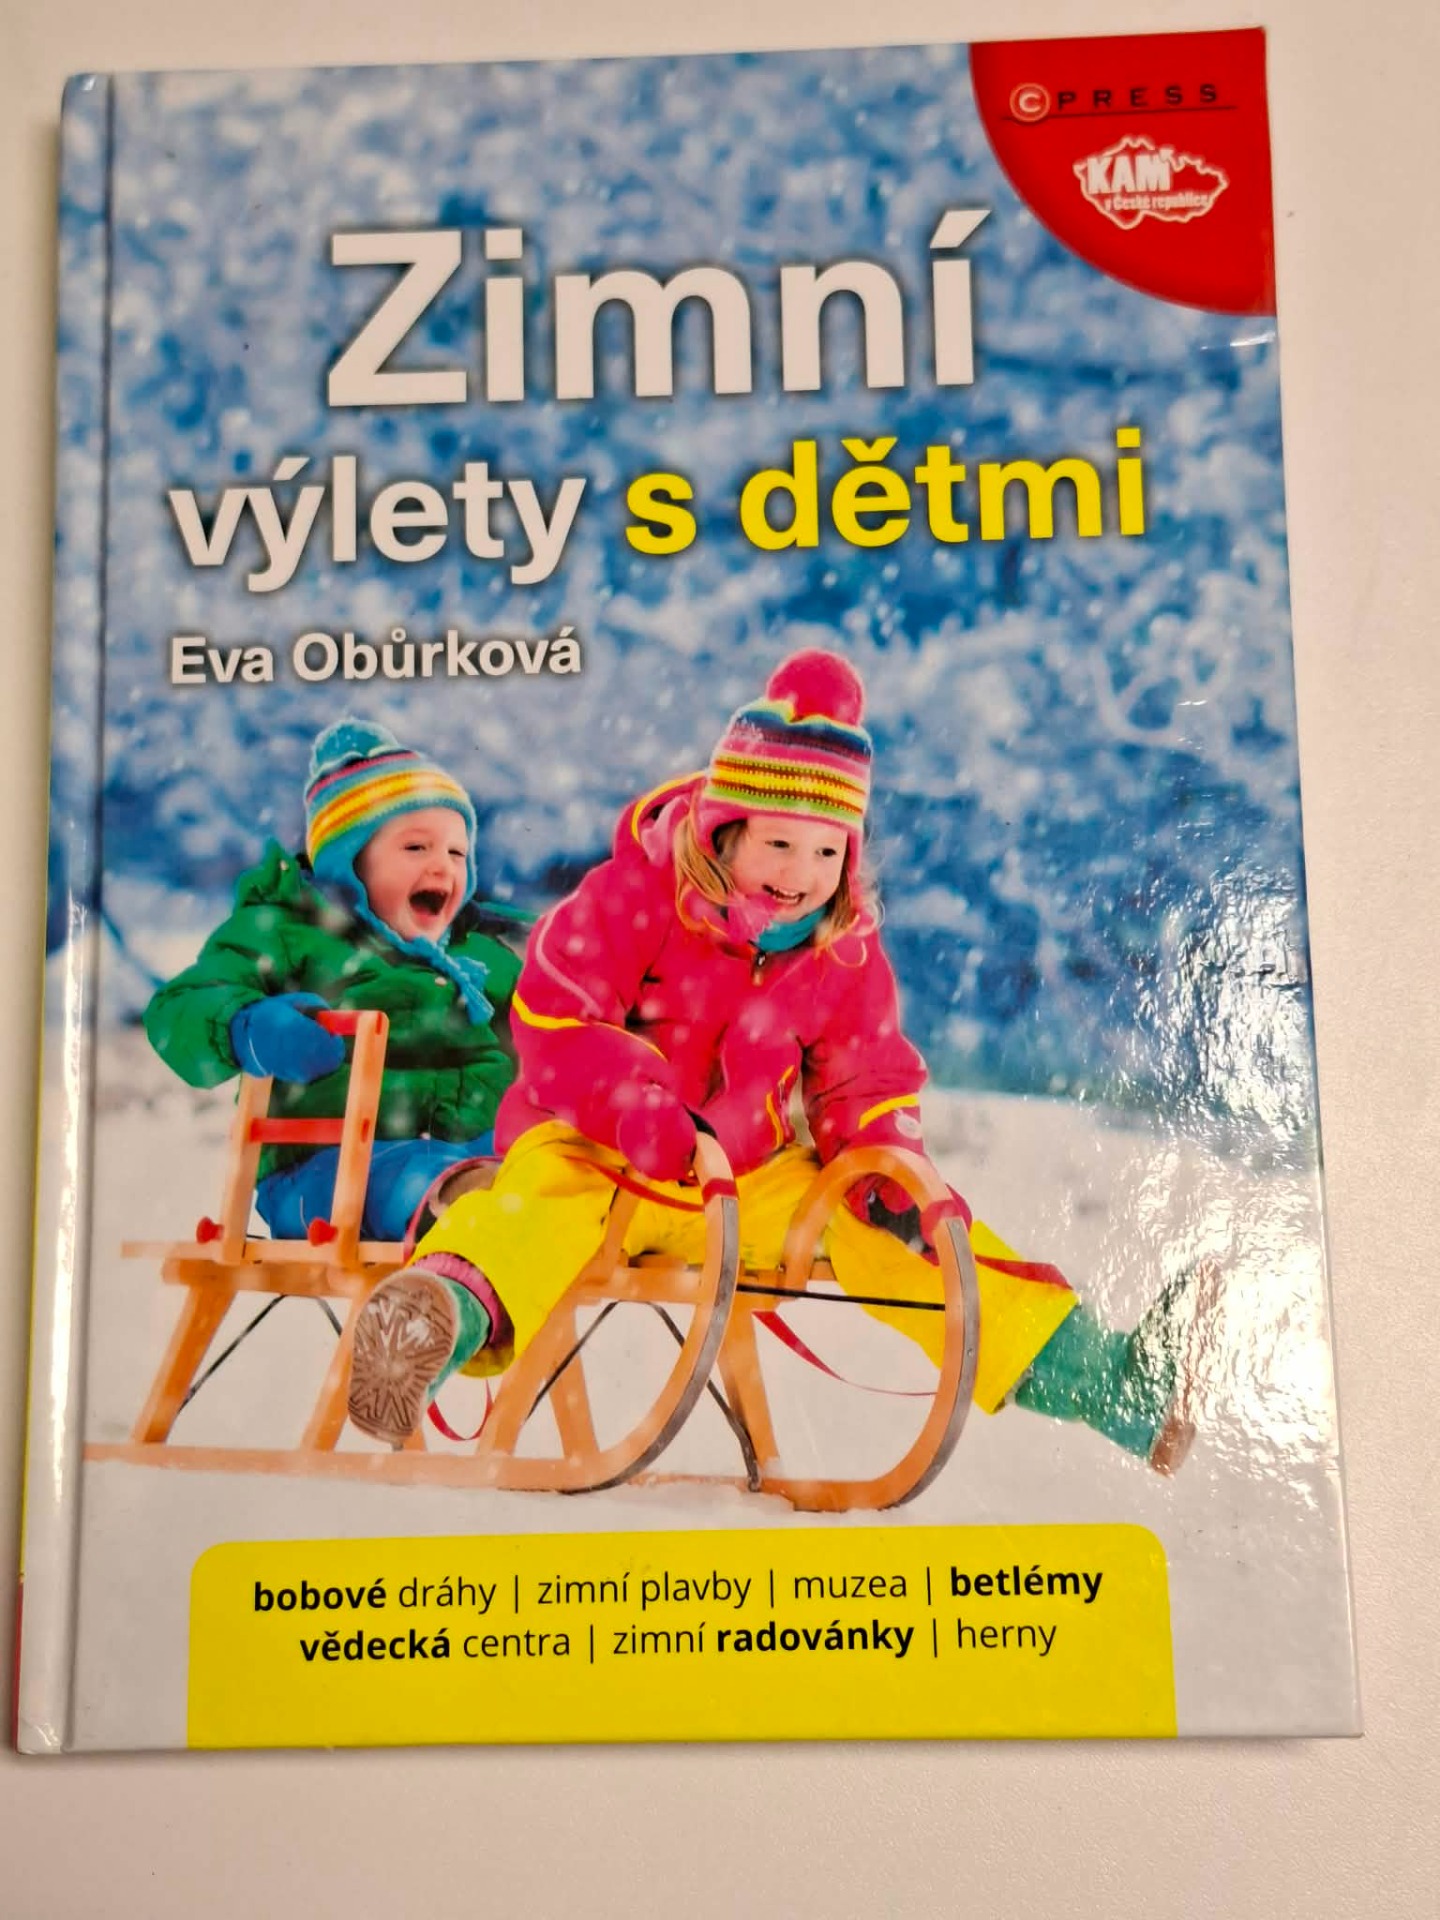 CPRESS
KAM
v České republice
Zimní
výlety s dětmi
Eva Obůrková
bobové dráhy | zimní plavby | muzea | betlémy
vědecká centra | zimní radovánky | herny